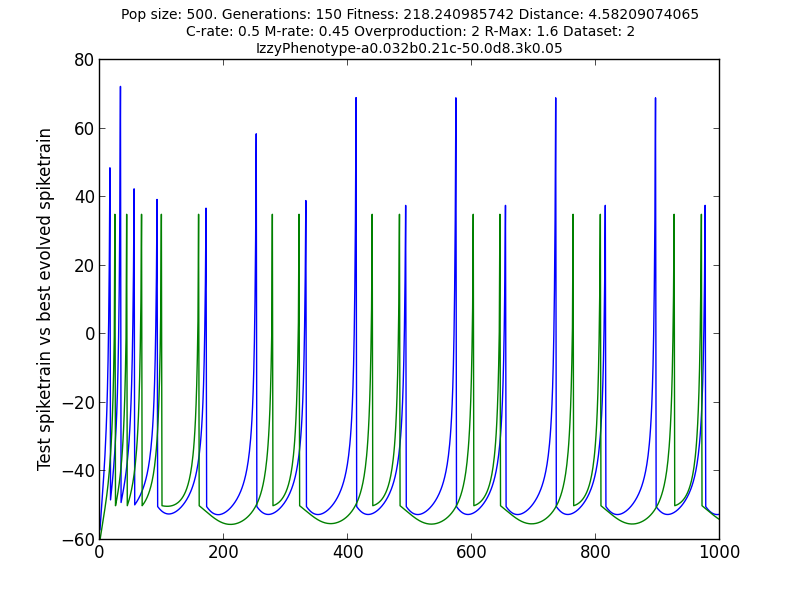 Pop size: 500. Generations: 150 Fitness: 218.240985742 Distance: 4.58209074065
C-rate: 0.5 M-rate: 0.45 Overproduction: 2 R-Max: 1.6 Dataset: 2
IzzyPhenotype-a0.032b0.21c-50.0d8.3k0.05
Test spiketrain vs best evolved spiketrain
80
60
40
20
0
−20
−40
−60
0 200 400 600 800 1000